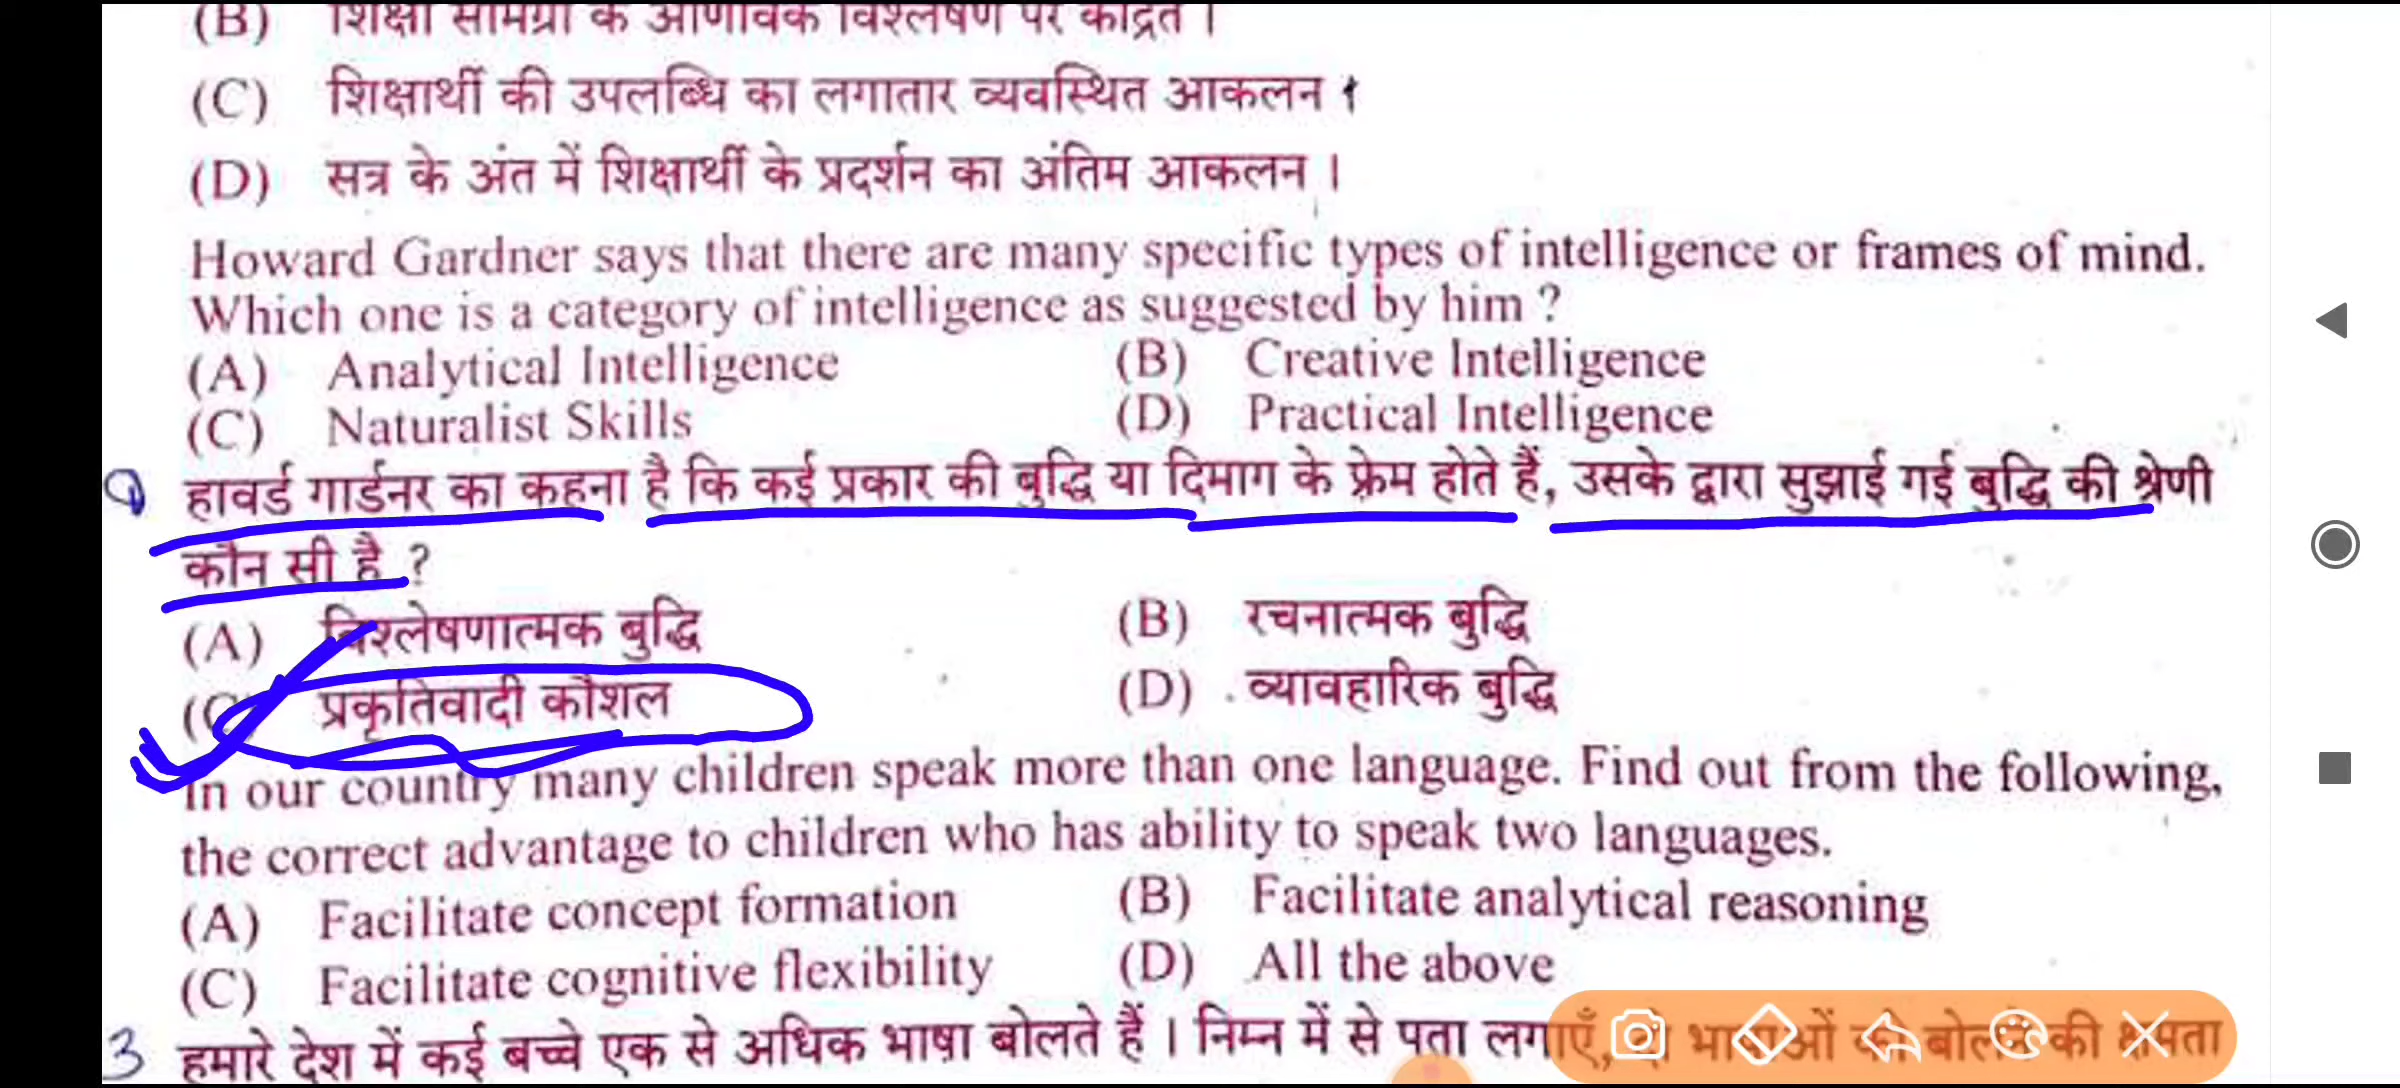 (B) शिक्षा सामग्री के आणविक विश्लेषण पर केंद्रित ।
(C) शिक्षार्थी की उपलब्धि का लगातार व्यवस्थित आकलन ।
(D) सत्र के अंत में शिक्षार्थी के प्रदर्शन का अंतिम आकलन ।
Howard Gardner says that there are many specific types of intelligence or frames of mind.
Which one is a category of intelligence as suggested by him ?
(A) Analytical Intelligence (B) Creative Intelligence
(C) Naturalist Skills (D) Practical Intelligence
हावर्ड गार्डनर का कहना है कि कई प्रकार की बुद्धि या दिमाग के फ्रेम होते हैं, उसके द्वारा सुझाई गई बुद्धि की श्रेणी
कौन सी है ?
(A) विश्लेषणात्मक बुद्धि (B) रचनात्मक बुद्धि
(C) प्रकृतिवादी कौशल (D) व्यावहारिक बुद्धि
In our country many children speak more than one language. Find out from the following,
the correct advantage to children who has ability to speak two languages.
(A) Facilitate concept formation (B) Facilitate analytical reasoning
(C) Facilitate cognitive flexibility (D) All the above
3 हमारे देश में कई बच्चे एक से अधिक भाषा बोलते हैं । निम्न में से पता लगाएँ, दो भाषाओं को बोलने की क्षमता